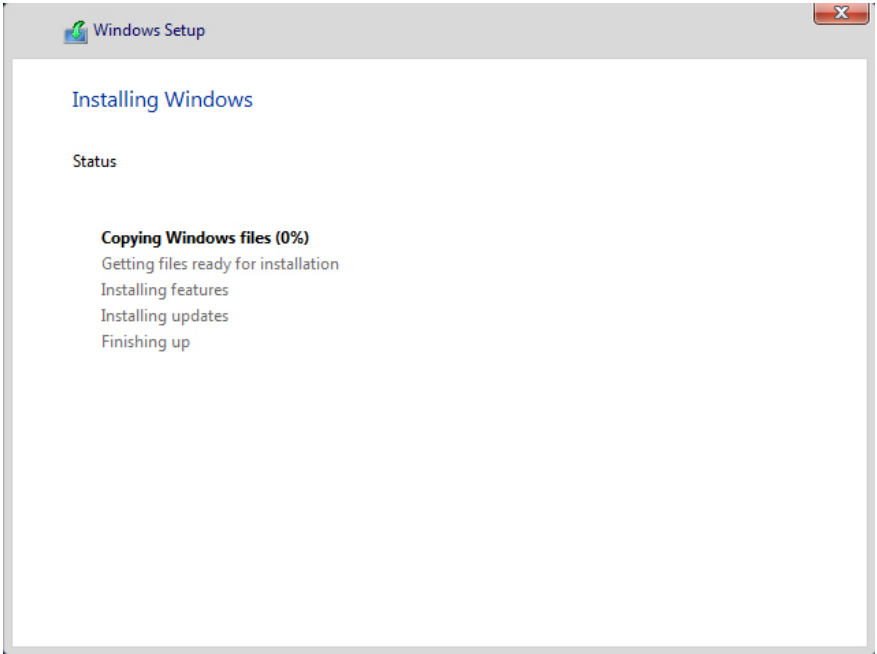 Windows Setup
Installing Windows
Status
Copying Windows files (0%)
Getting files ready for installation
Installing features
Installing updates
Finishing up